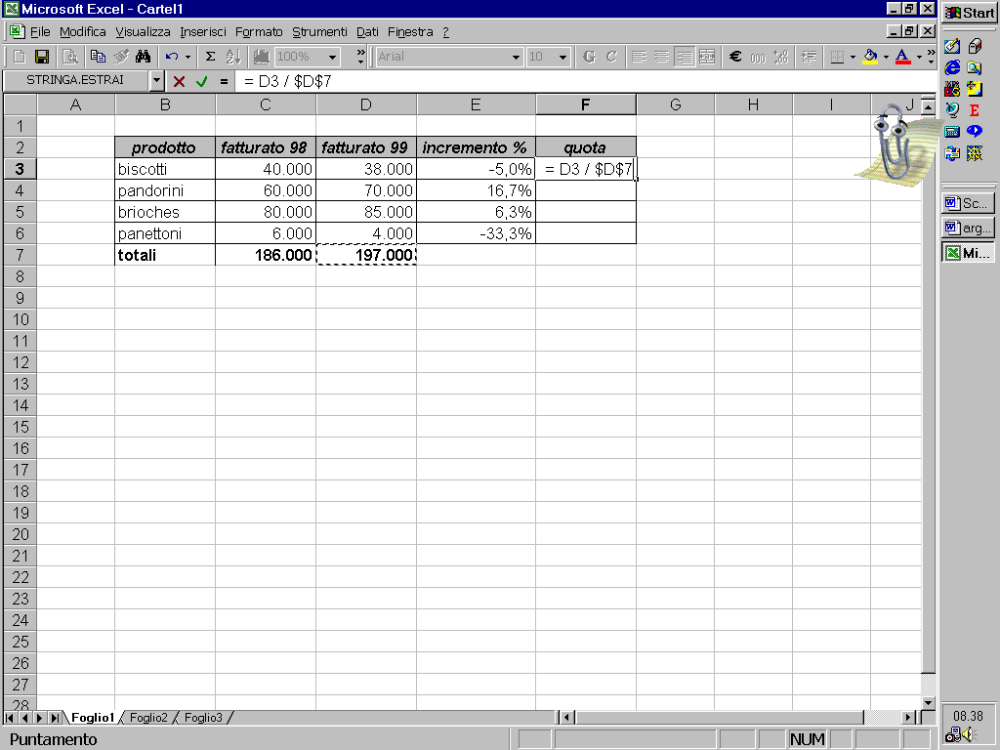 Microsoft Excel - Cartel1
Start
File Modifica Visualizza Inserisci Formato Strumenti Dati Finestra ?
100% Arial 10 G C € 000
STRINGA.ESTRAI = = D3 / $D$7
A B C D E F G H I J
1
2 prodotto fatturato 98 fatturato 99 incremento % quota
3 biscotti 40.000 38.000 -5,0% = D3 / $D$7
4 pandorini 60.000 70.000 16,7%
5 brioches 80.000 85.000 6,3%
6 panettoni 6.000 4.000 -33,3%
7 totali 186.000 197.000
8
9
10
11
12
13
14
15
16
17
18
19
20
21
22
23
24
25
26
27
28
Sc...
arg...
Mi...
Foglio1 Foglio2 Foglio3
08.38
Puntamento NUM